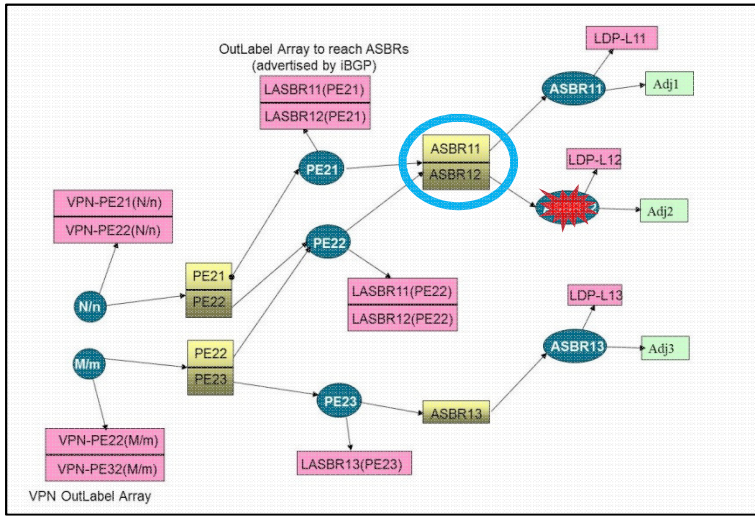 LDP-L11
OutLabel Array to reach ASBRs
(advertised by iBGP)
ASBR11
Adj1
LASBR11(PE21)
LASBR12(PE21)
ASBR11
ASBR12
PE21
LDP-L12
Adj2
VPN-PE21(N/n)
VPN-PE22(N/n)
PE22
PE21
PE22
N/n
LASBR11(PE22)
LASBR12(PE22)
LDP-L13
ASBR13
Adj3
M/m
PE22
PE23
PE23
ASBR13
VPN-PE22(M/m)
VPN-PE32(M/m)
LASBR13(PE23)
VPN OutLabel Array